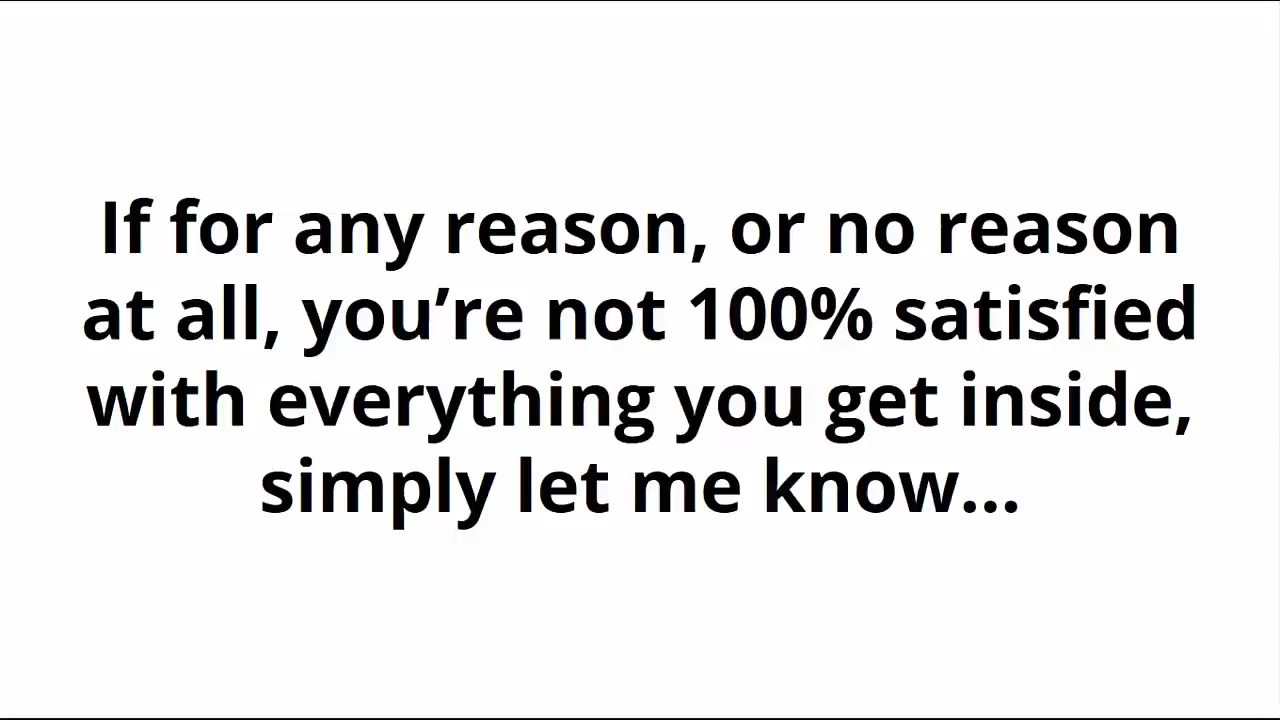 If for any reason, or no reason
at all, you’re not 100% satisfied
with everything you get inside,
simply let me know...